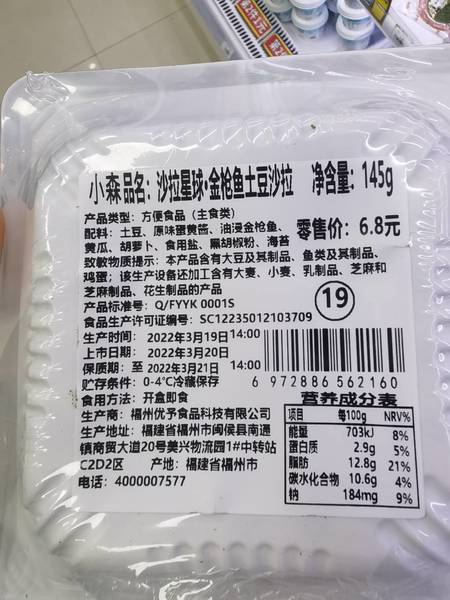 小森品名：沙拉星球·金枪鱼土豆沙拉 净含量：145g
产品类型：方便食品（主食类）
配料：土豆、原味蛋黄酱、油浸金枪鱼、
黄瓜、胡萝卜、食用盐、黑胡椒粉、海苔
零售价：6.8元
致敏物质提示：本产品含有大豆及其制品、鱼类及其制品、
鸡蛋；该生产设备还加工含有大麦、小麦、乳制品、芝麻和
芝麻制品、花生制品的产品
产品标准号：Q/FYYK 0001S
食品生产许可证编号：SC12235012103709
19
生产时间：2022年3月19日14:00
上市日期：2022年3月20日
保质期：至 2022年3月21日 14:00
贮存条件：0-4℃冷藏保存
6 972886 562160
食用方法：开盒即食
生产商：福州优予食品科技有限公司
生产地址：福建省福州市闽侯县南通
镇商贸大道20号美兴物流园1#中转站
C2D2区 产地：福建省福州市
电话：4000007577
营养成分表
项目 每100g NRV%
能量 703kJ 8%
蛋白质 2.9g 5%
脂肪 12.8g 21%
碳水化合物 10.6g 4%
钠 184mg 9%